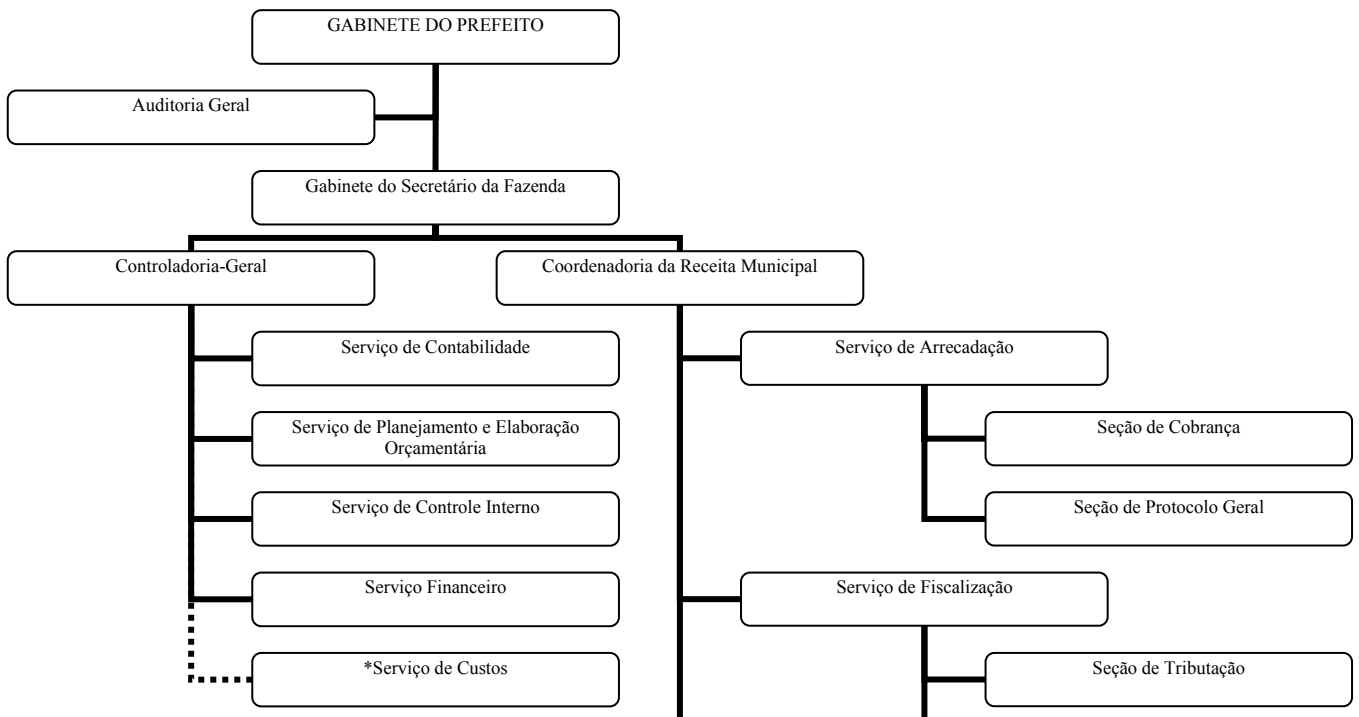 GABINETE DO PREFEITO
Auditoria Geral
Gabinete do Secretário da Fazenda
Controladoria-Geral
Coordenadoria da Receita Municipal
Serviço de Contabilidade
Serviço de Arrecadação
Serviço de Planejamento e Elaboração
Orçamentária
Seção de Cobrança
Serviço de Controle Interno
Seção de Protocolo Geral
Serviço Financeiro
Serviço de Fiscalização
*Serviço de Custos
Seção de Tributação